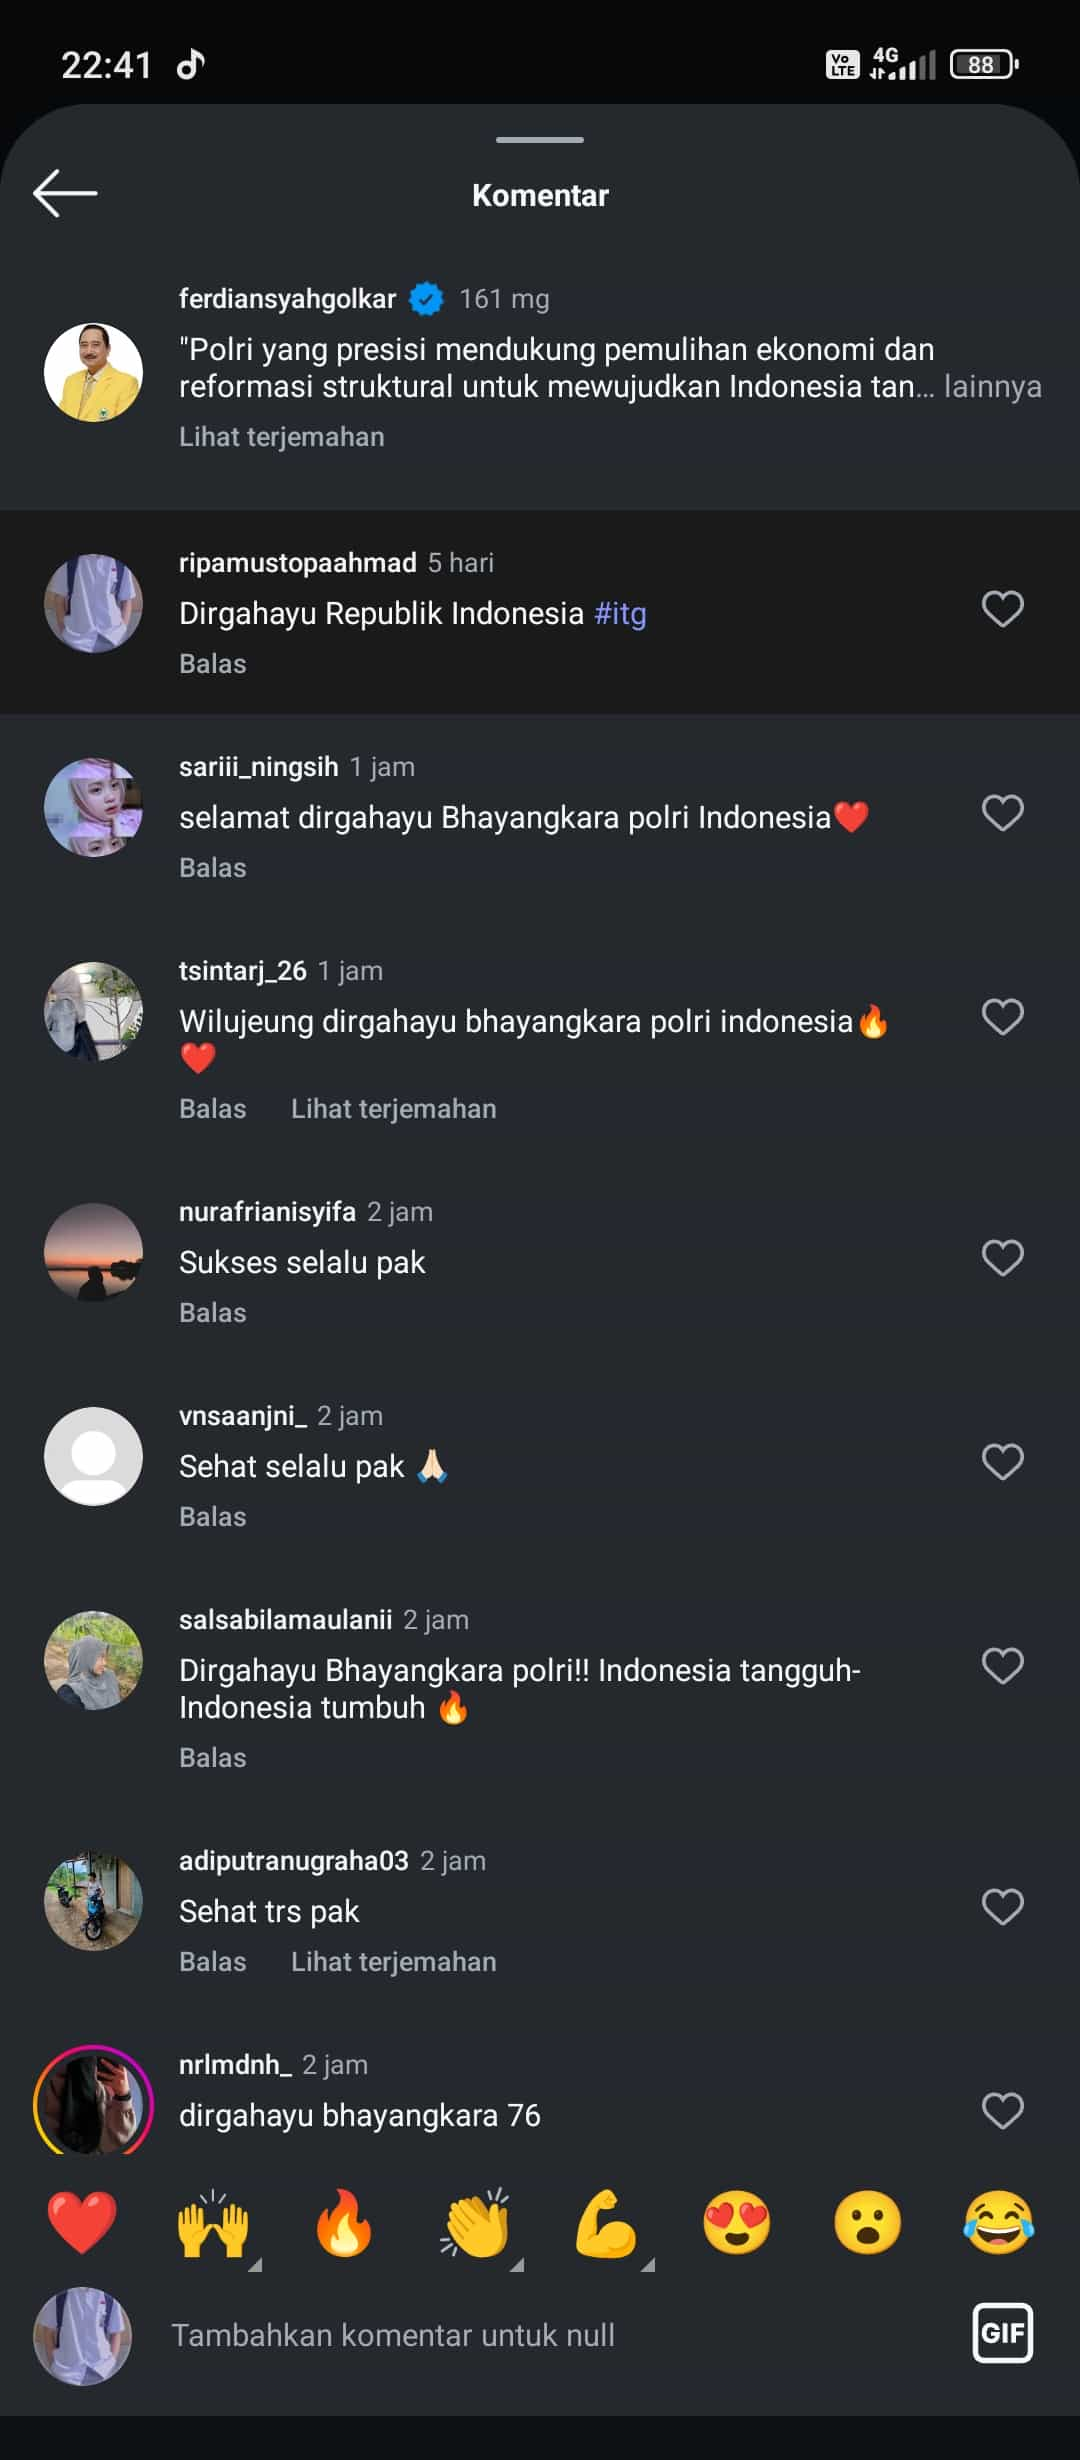 22:41
Vo LTE 4G 88
Komentar
ferdiansyahgolkar 161 mg
"Polri yang presisi mendukung pemulihan ekonomi dan
reformasi struktural untuk mewujudkan Indonesia tan... lainnya
Lihat terjemahan
ripamustopaahmad 5 hari
Dirgahayu Republik Indonesia #itg
Balas
sariii_ningsih 1 jam
selamat dirgahayu Bhayangkara polri Indonesia❤️
Balas
tsintarj_26 1 jam
Wilujeung dirgahayu bhayangkara polri indonesia🔥
❤️
Balas Lihat terjemahan
nurafrianisyifa 2 jam
Sukses selalu pak
Balas
vnsaanjni_ 2 jam
Sehat selalu pak 🙏🏻
Balas
salsabilamaulanii 2 jam
Dirgahayu Bhayangkara polri!! Indonesia tangguh-
Indonesia tumbuh 🔥
Balas
adiputranugraha03 2 jam
Sehat trs pak
Balas Lihat terjemahan
nrlmdnh_ 2 jam
dirgahayu bhayangkara 76
Tambahkan komentar untuk null
GIF